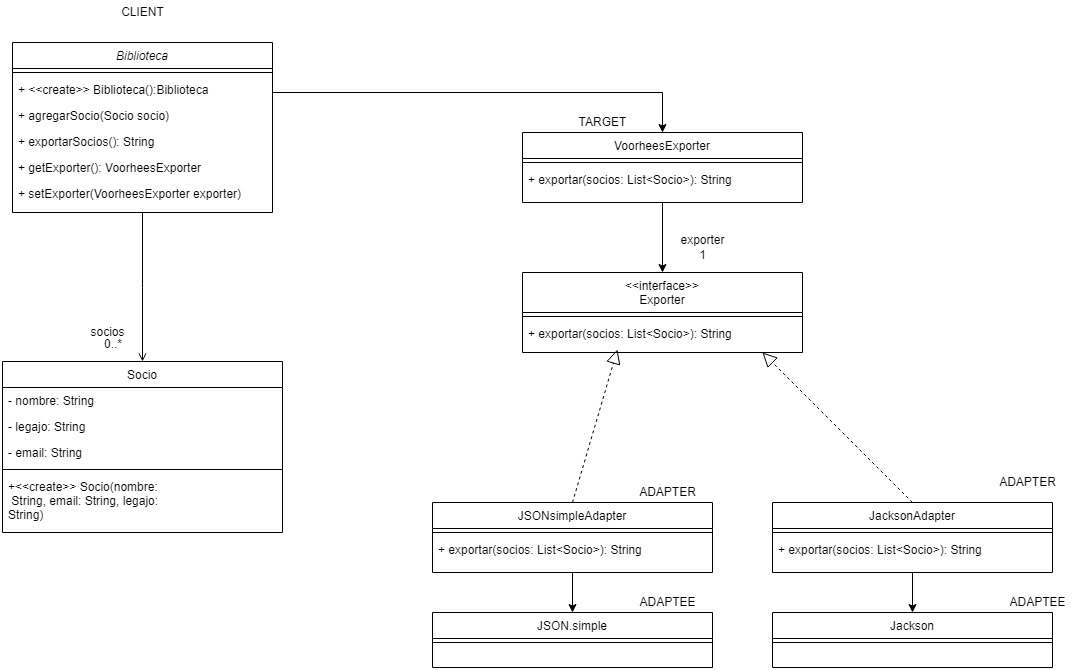 CLIENT
Biblioteca
+ <<create>> Biblioteca():Biblioteca
+ agregarSocio(Socio socio)
+ exportarSocios(): String
+ getExporter(): VoorheesExporter
+ setExporter(VoorheesExporter exporter)
TARGET
VoorheesExporter
+ exportar(socios: List<Socio>): String
exporter
1
<<interface>>
Exporter
+ exportar(socios: List<Socio>): String
socios
0..*
Socio
- nombre: String
- legajo: String
- email: String
+<<create>> Socio(nombre:
String, email: String, legajo:
String)
ADAPTER
JSONsimpleAdapter
+ exportar(socios: List<Socio>): String
ADAPTEE
JSON.simple
ADAPTER
JacksonAdapter
+ exportar(socios: List<Socio>): String
ADAPTEE
Jackson